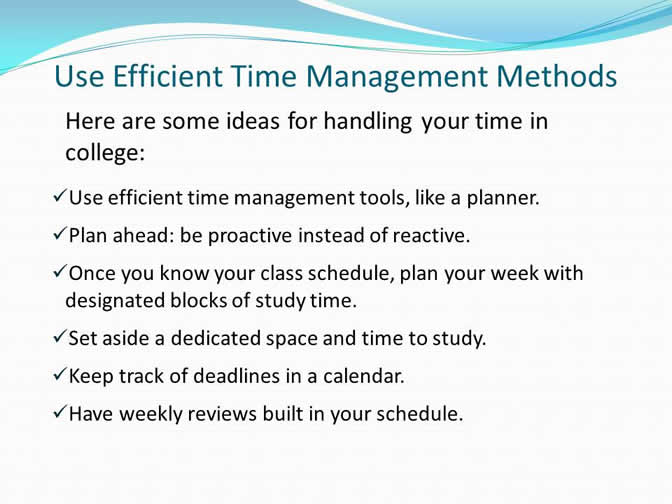 Use Efficient Time Management Methods
Here are some ideas for handling your time in
college:
✓Use efficient time management tools, like a planner.
✓Plan ahead: be proactive instead of reactive.
✓Once you know your class schedule, plan your week with
designated blocks of study time.
✓Set aside a dedicated space and time to study.
✓Keep track of deadlines in a calendar.
✓Have weekly reviews built in your schedule.